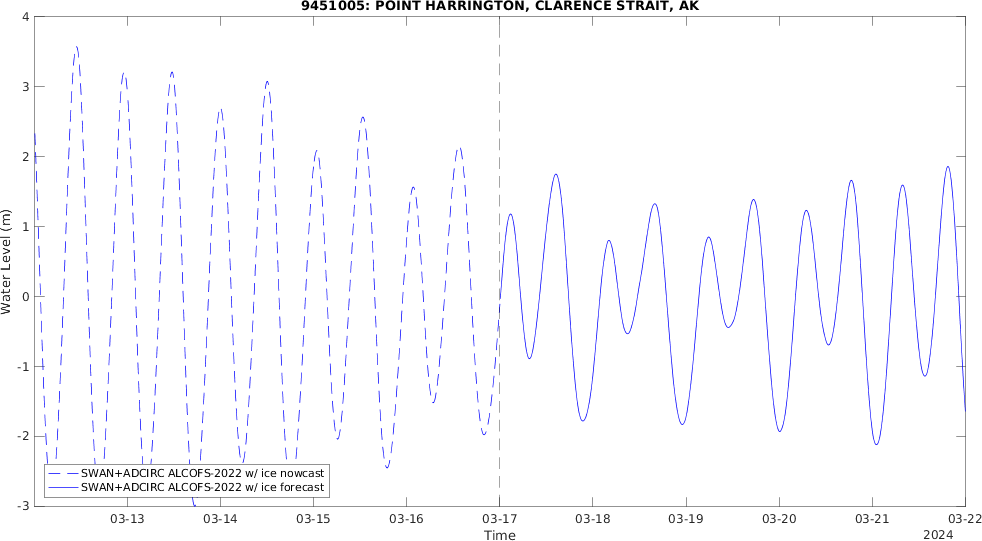 9451005: POINT HARRINGTON, CLARENCE STRAIT, AK
4
3
2
1
0
-1
-2
-3
Water Level (m)
SWAN+ADCIRC ALCOFS-2022 w/ ice nowcast
SWAN+ADCIRC ALCOFS-2022 w/ ice forecast
03-13 03-14 03-15 03-16 03-17 03-18 03-19 03-20 03-21 03-22
Time
2024